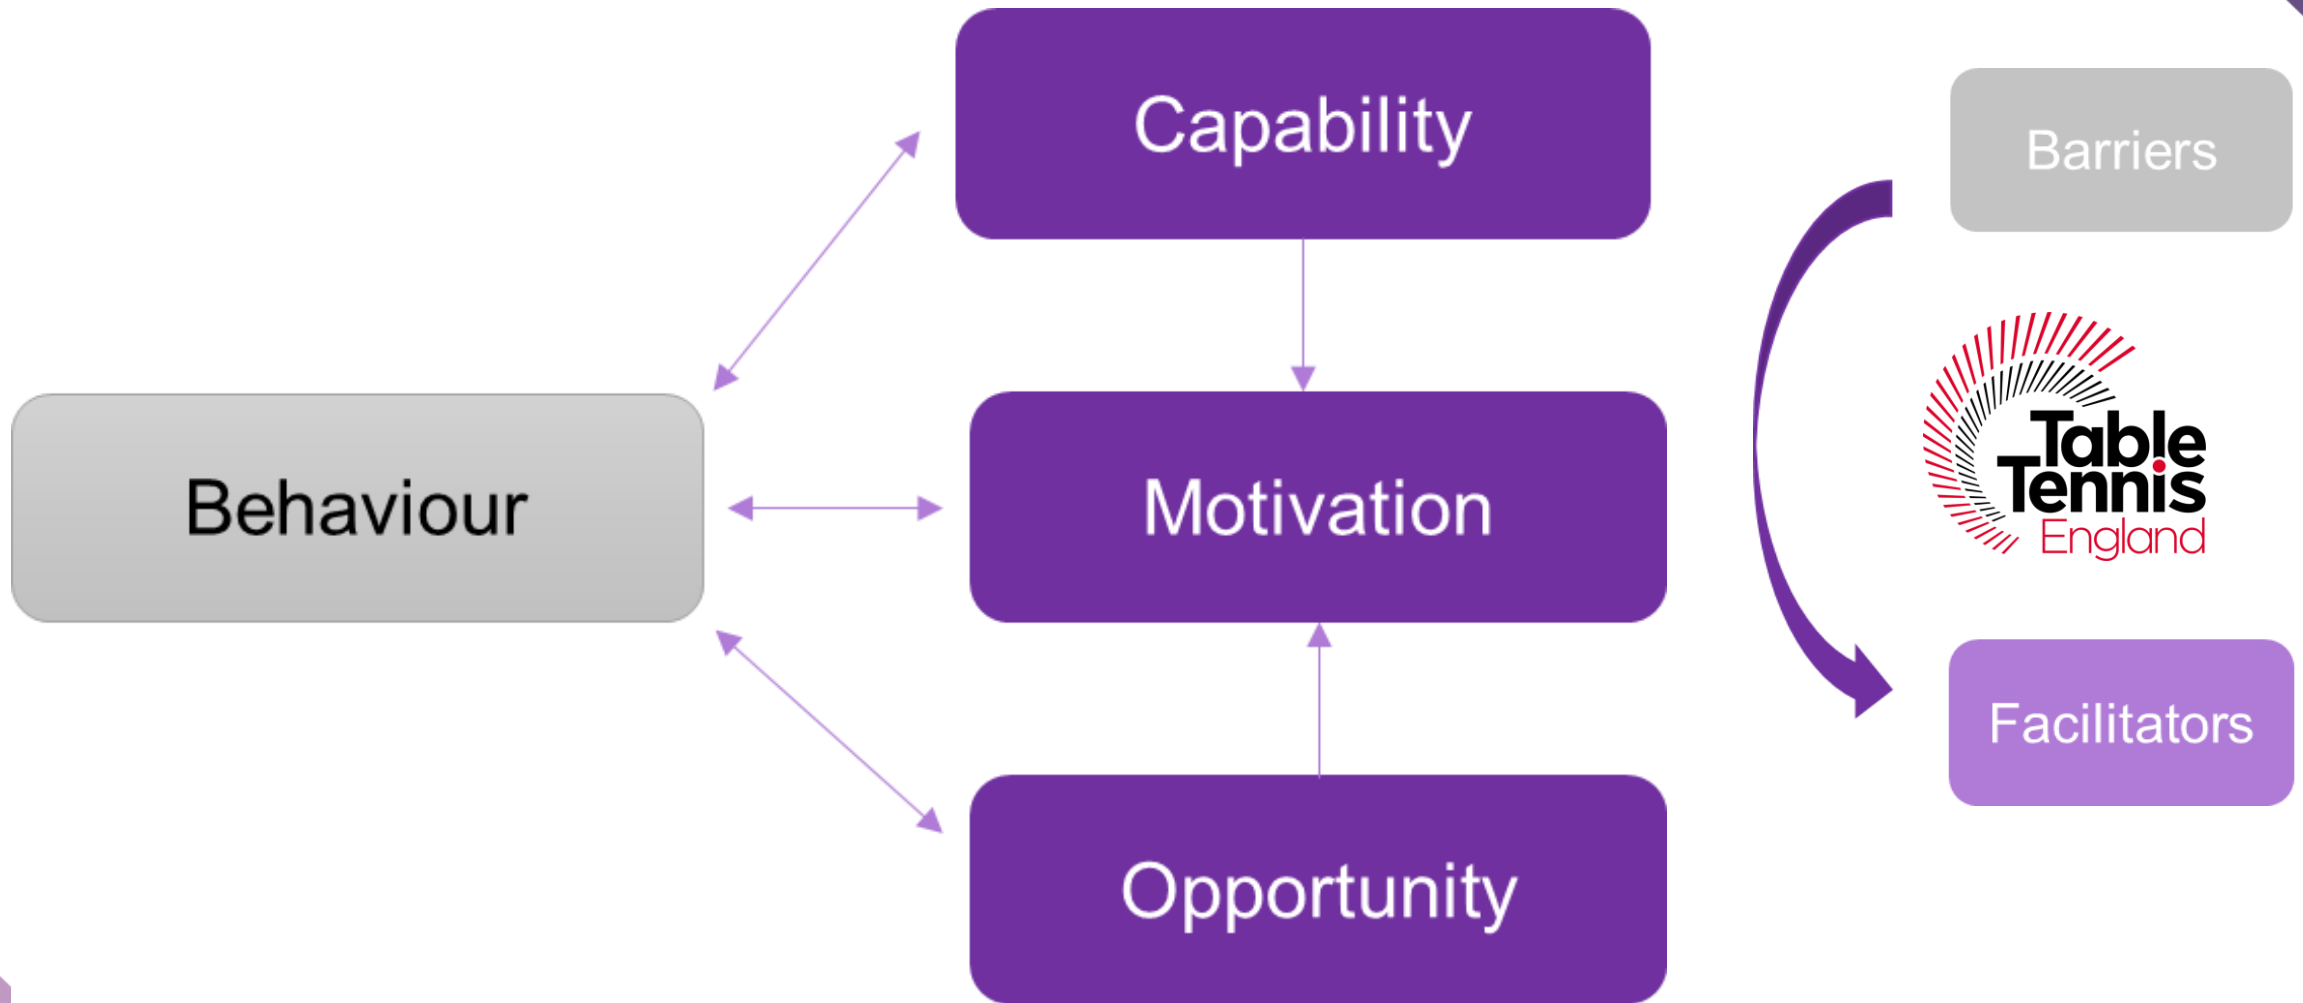 Capability
Barriers
Behaviour
Motivation
Table
Tennis
England
Opportunity
Facilitators